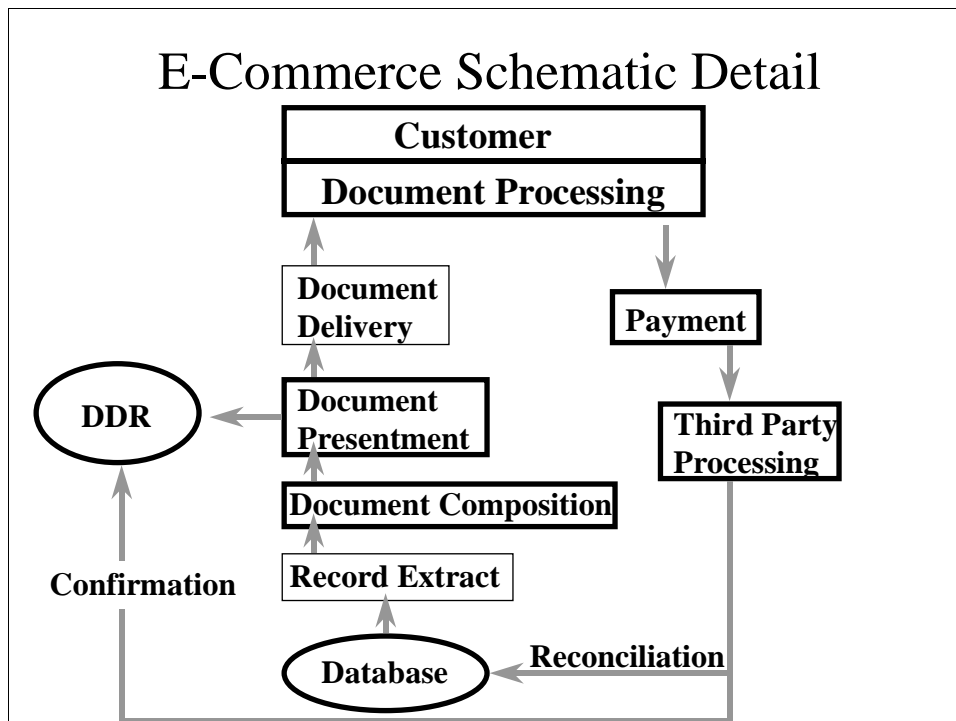 E-Commerce Schematic Detail
Customer
Document Processing
Document
Delivery
Payment
DDR
Document
Presentment
Third Party
Processing
Document Composition
Confirmation
Record Extract
Database
Reconciliation